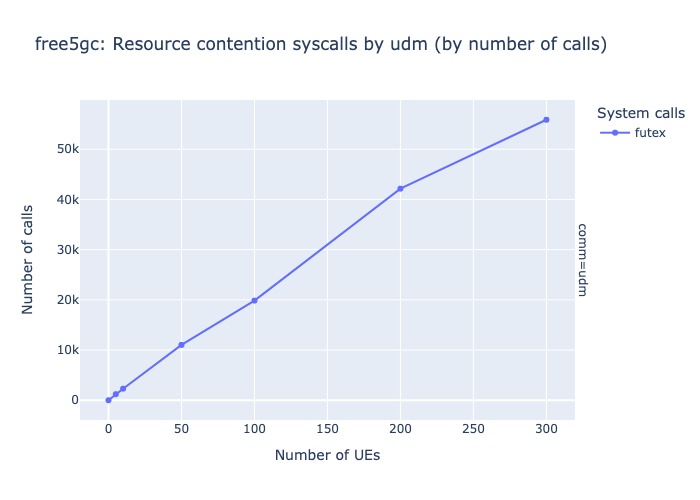 free5gc: Resource contention syscalls by udm (by number of calls)
System calls
futex
Number of calls
50k
40k
30k
20k
10k
0
comm=udm
0 50 100 150 200 250 300
Number of UEs